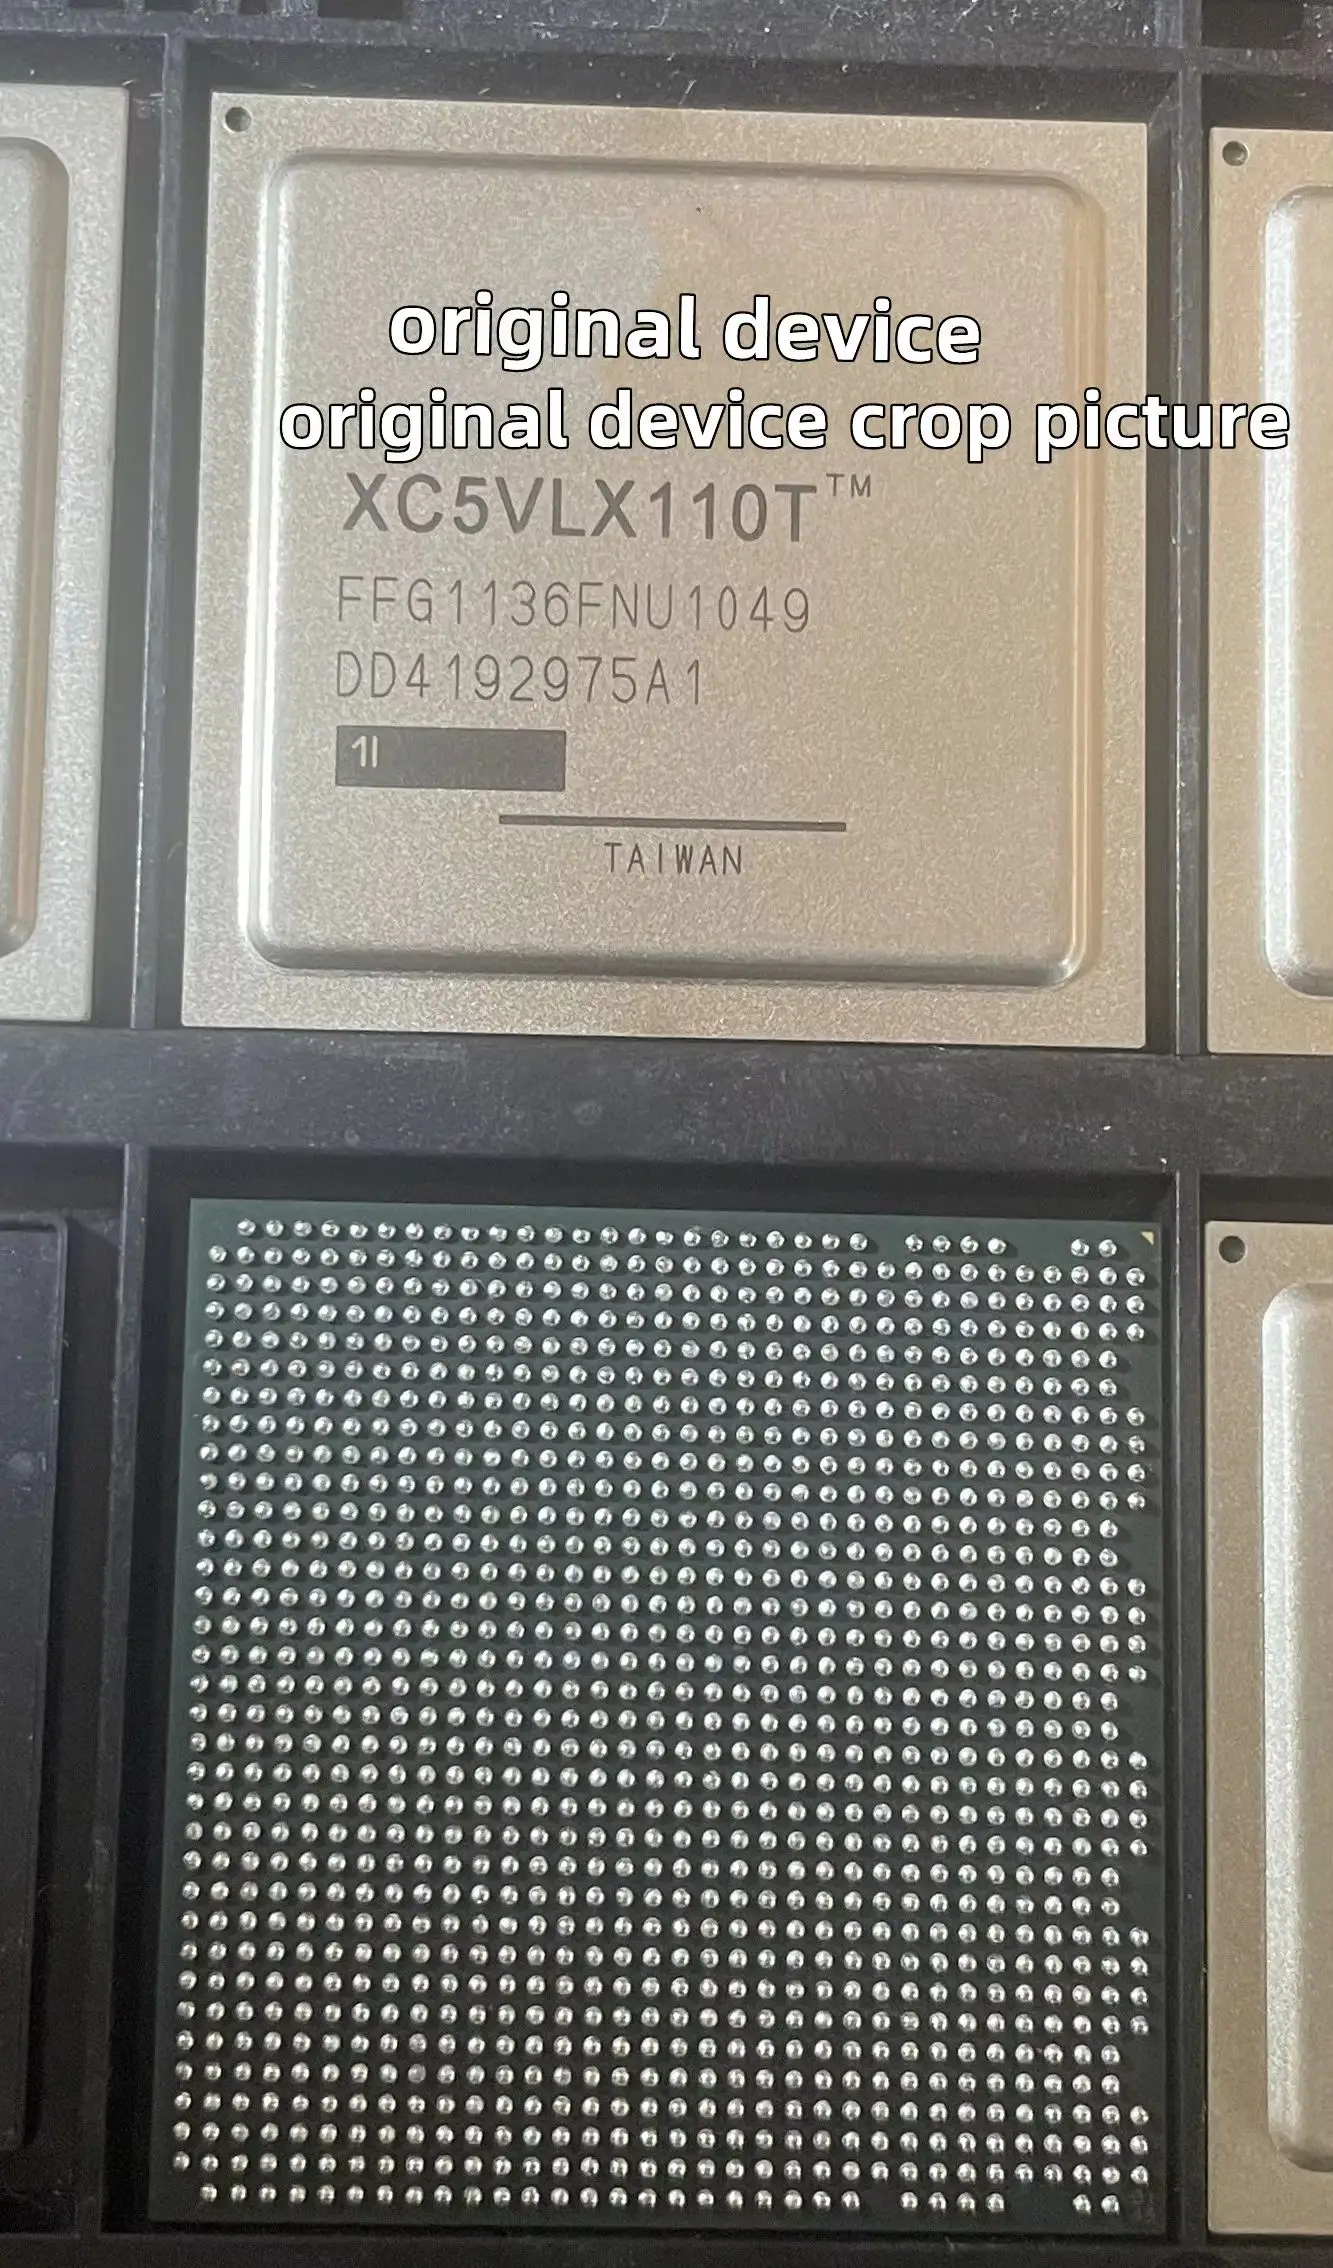 original device
original device crop picture
XC5VLX110T™
FFG1136FNU1049
DD4192975A1
1I
TAIWAN